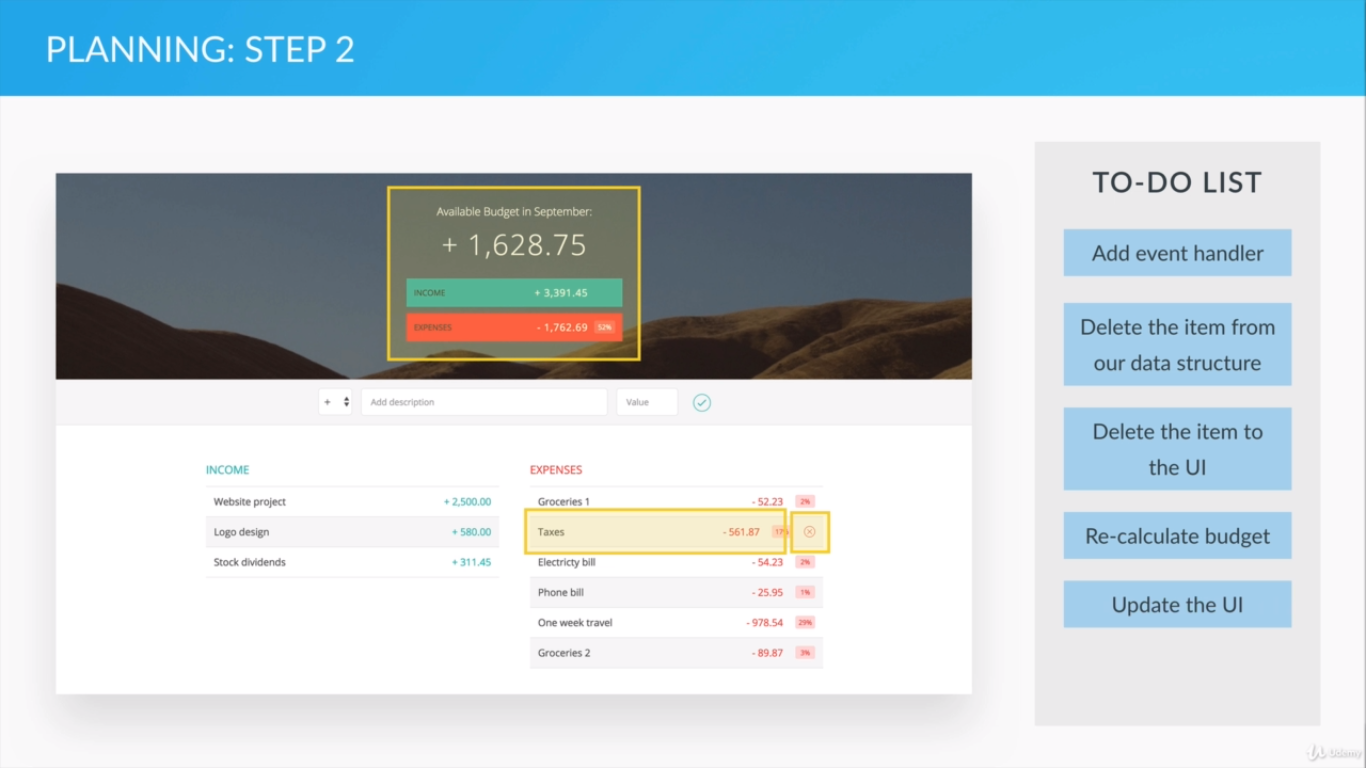 PLANNING: STEP 2
Available Budget in September:
+ 1,628.75
INCOME + 3,391.45
EXPENSES - 1,762.69 52%
+ Add description Value
INCOME
Website project + 2,500.00
Logo design + 580.00
Stock dividends + 311.45
EXPENSES
Groceries 1 - 52.23 2%
Taxes - 561.87 17%
Electricty bill - 54.23 2%
Phone bill - 25.95 1%
One week travel - 978.54 29%
Groceries 2 - 89.87 3%
TO-DO LIST
Add event handler
Delete the item from
our data structure
Delete the item to
the UI
Re-calculate budget
Update the UI
Udemy